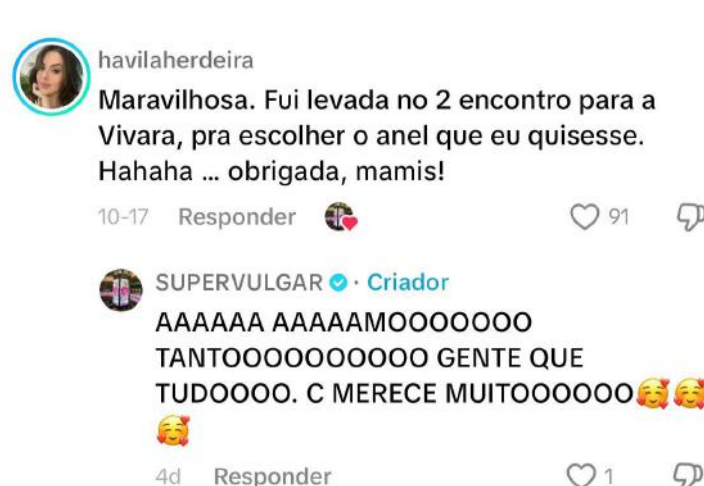 havilaherdeira
Maravilhosa. Fui levada no 2 encontro para a
Vivara, pra escolher o anel que eu quisesse.
Hahaha ... obrigada, mamis!
10-17 Responder 91
SUPERVULGAR · Criador
AAAAAA AAAAAMOOOOOOO
TANTOOOOOOOOOO GENTE QUE
TUDOOOO. C MERECE MUITOOOOOO🥰🥰
🥰
4d Responder 1